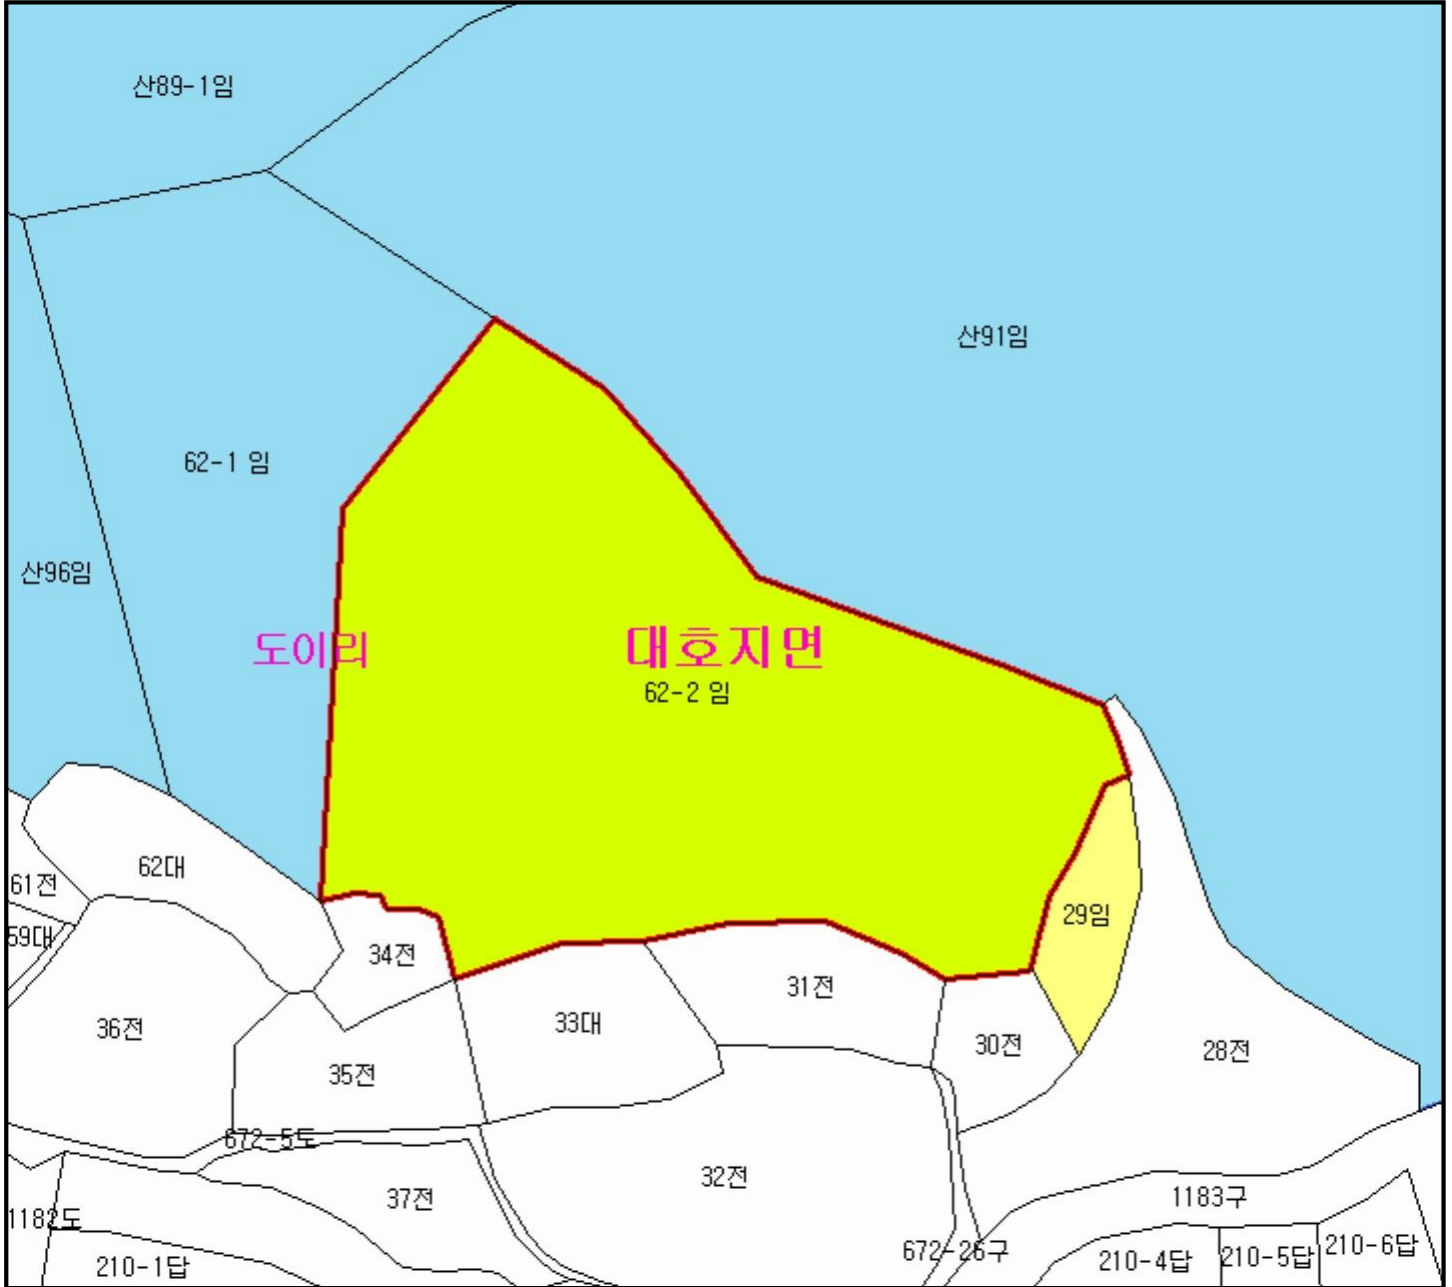 산89-1임
산91임
62-1 임
산96임
도이리
대호지면
62-2 임
62대
61전
29임
59대
34전
31전
33대
36전
30전
28전
35전
672-5도
32전
37전
1183구
1182도
672-26구
210-6답
210-5답
210-4답
210-1답